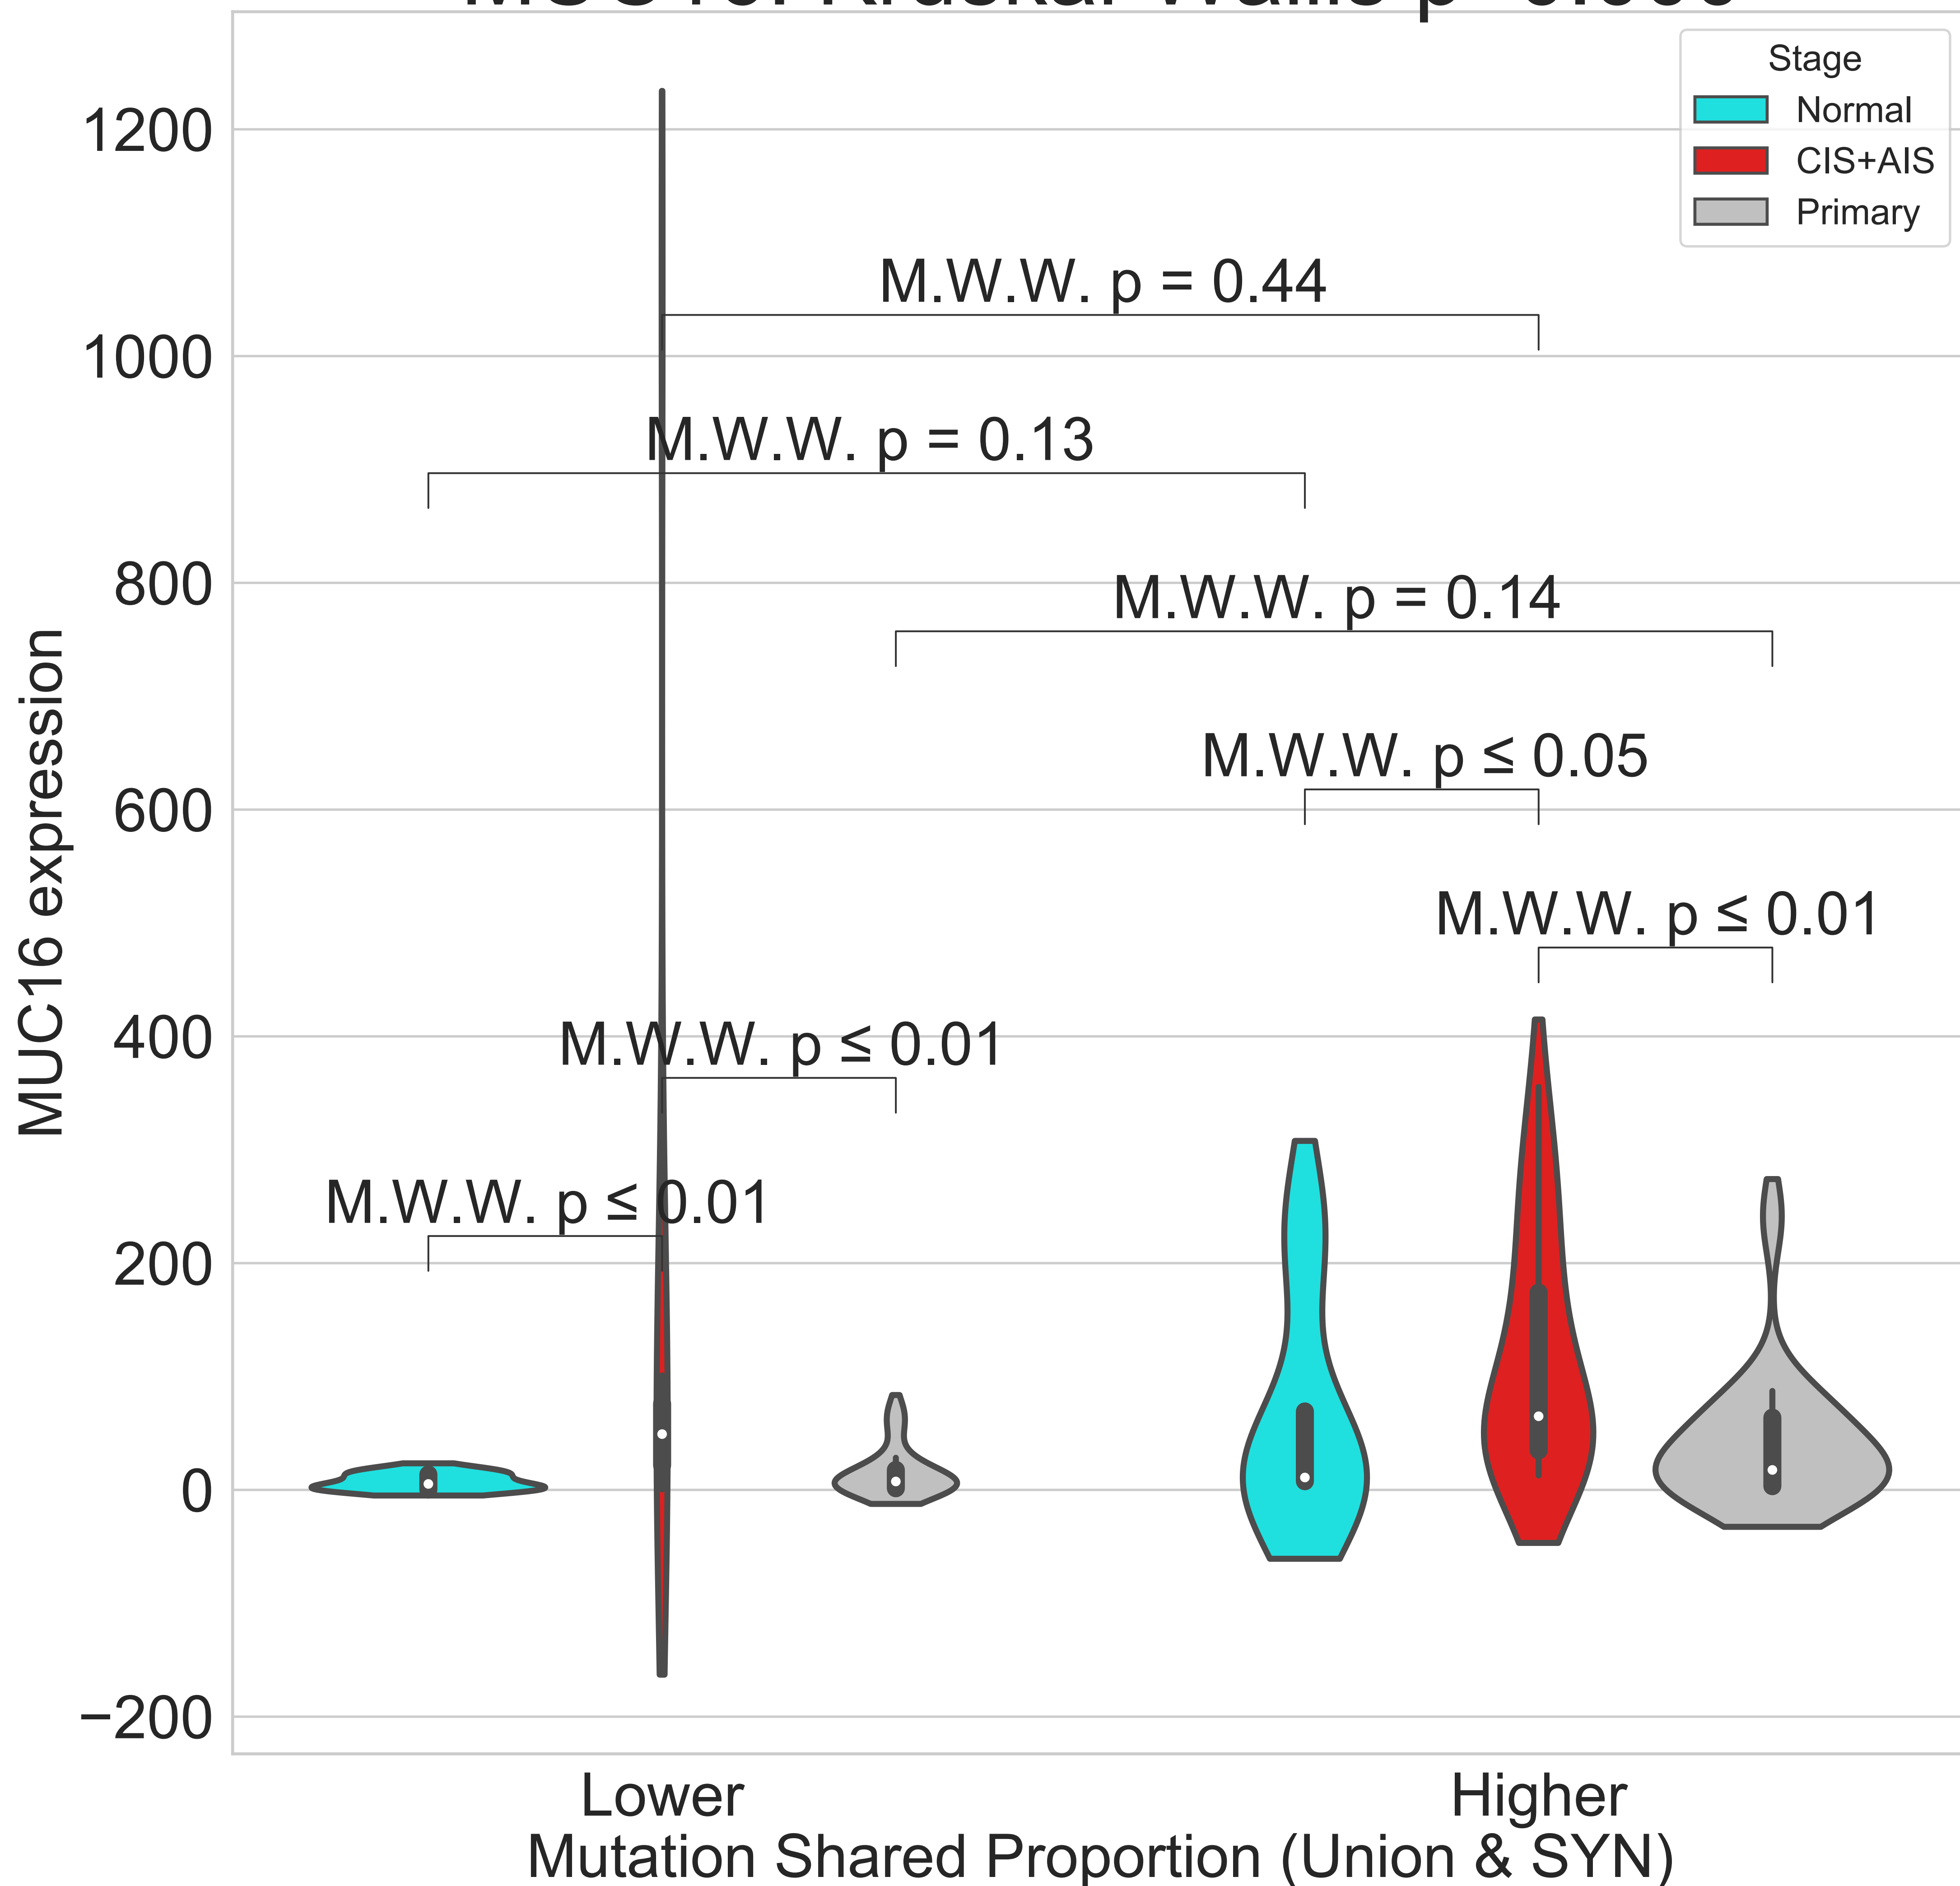 Stage
Normal
CIS+AIS
Primary
1200
1000
800
600
400
200
0
−200
MUC16 expression
M.W.W. p = 0.44
M.W.W. p = 0.13
M.W.W. p = 0.14
M.W.W. p ≤ 0.05
M.W.W. p ≤ 0.01
M.W.W. p ≤ 0.01
M.W.W. p ≤ 0.01
Lower
Higher
Mutation Shared Proportion (Union & SYN)